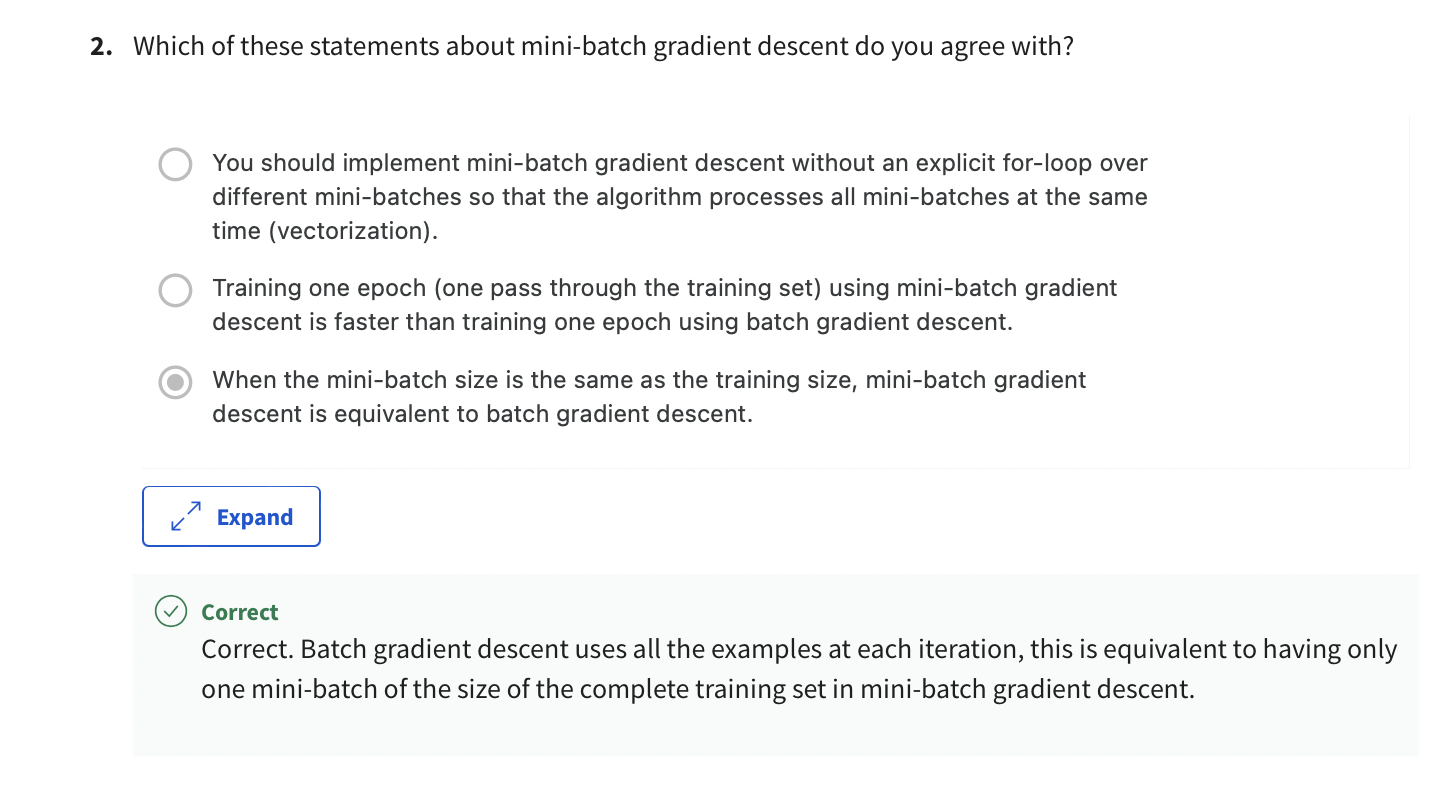 2. Which of these statements about mini-batch gradient descent do you agree with?
You should implement mini-batch gradient descent without an explicit for-loop over
different mini-batches so that the algorithm processes all mini-batches at the same
time (vectorization).
Training one epoch (one pass through the training set) using mini-batch gradient
descent is faster than training one epoch using batch gradient descent.
When the mini-batch size is the same as the training size, mini-batch gradient
descent is equivalent to batch gradient descent.
Expand
Correct
Correct. Batch gradient descent uses all the examples at each iteration, this is equivalent to having only
one mini-batch of the size of the complete training set in mini-batch gradient descent.